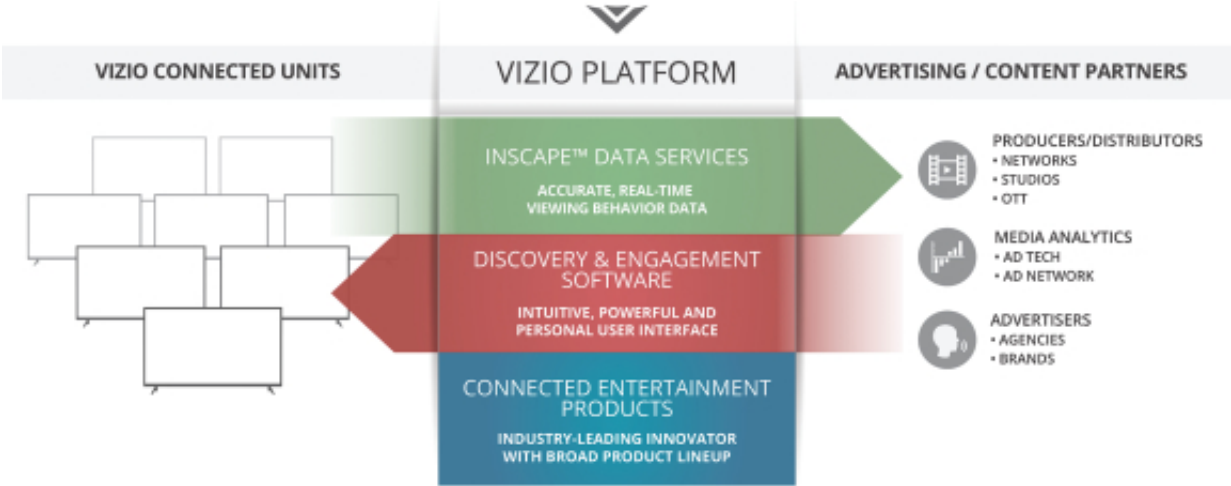 VIZIO CONNECTED UNITS
VIZIO PLATFORM
ADVERTISING / CONTENT PARTNERS
INSCAPE™ DATA SERVICES
ACCURATE, REAL-TIME
VIEWING BEHAVIOR DATA
DISCOVERY & ENGAGEMENT
SOFTWARE
INTUITIVE, POWERFUL AND
PERSONAL USER INTERFACE
CONNECTED ENTERTAINMENT
PRODUCTS
INDUSTRY-LEADING INNOVATOR
WITH BROAD PRODUCT LINEUP
PRODUCERS/DISTRIBUTORS
• NETWORKS
• STUDIOS
• OTT
MEDIA ANALYTICS
• AD TECH
• AD NETWORK
ADVERTISERS
• AGENCIES
• BRANDS